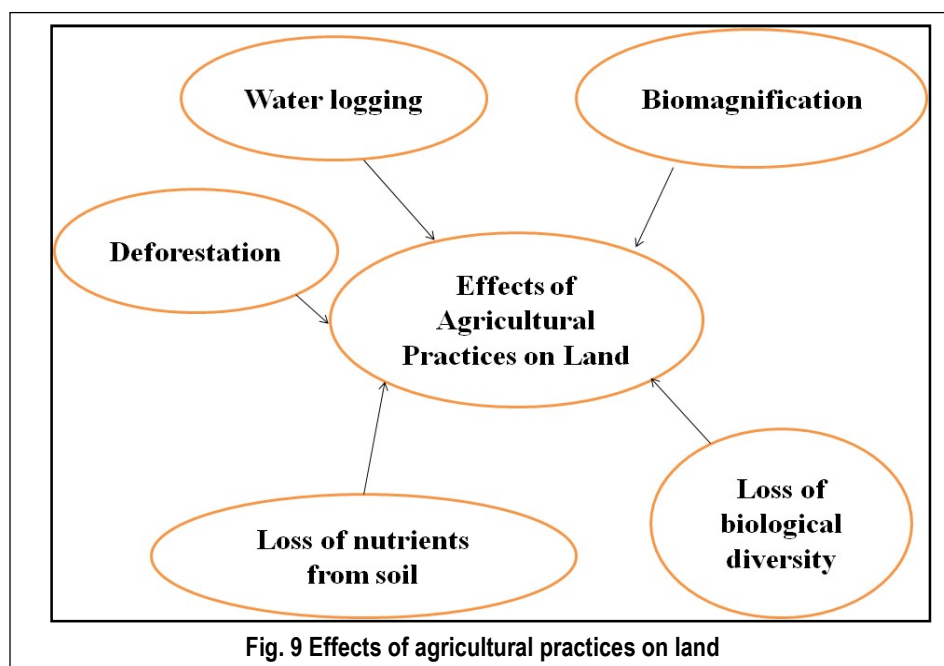 Water logging
Biomagnification
Deforestation
Effects of
Agricultural
Practices on Land
Loss of nutrients
from soil
Loss of
biological
diversity
Fig. 9 Effects of agricultural practices on land